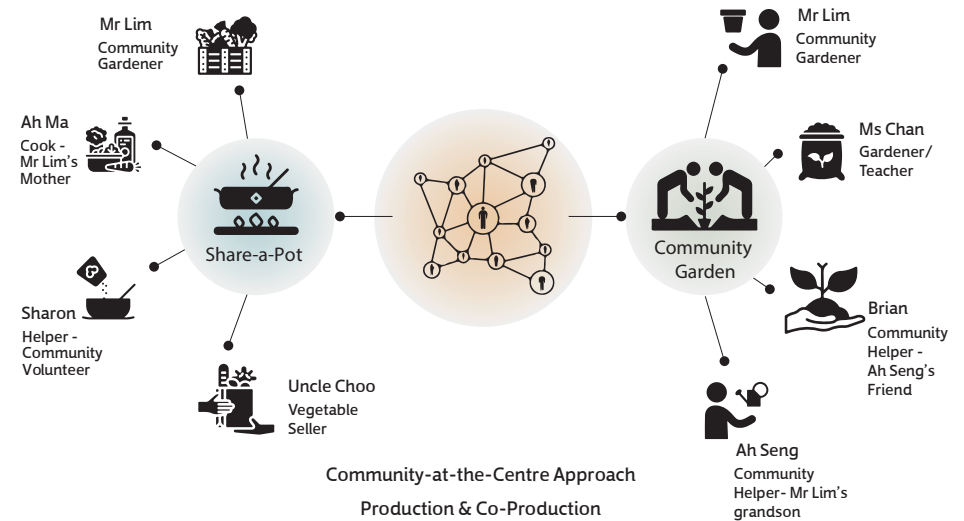 Mr Lim
Community
Gardener
Ah Ma
Cook -
Mr Lim's
Mother
Share-a-Pot
Sharon
Helper -
Community
Volunteer
Uncle Choo
Vegetable
Seller
Mr Lim
Community
Gardener
Ms Chan
Gardener/
Teacher
Community
Garden
Brian
Community
Helper -
Ah Seng's
Friend
Ah Seng
Community
Helper- Mr Lim's
grandson
Community-at-the-Centre Approach
Production & Co-Production